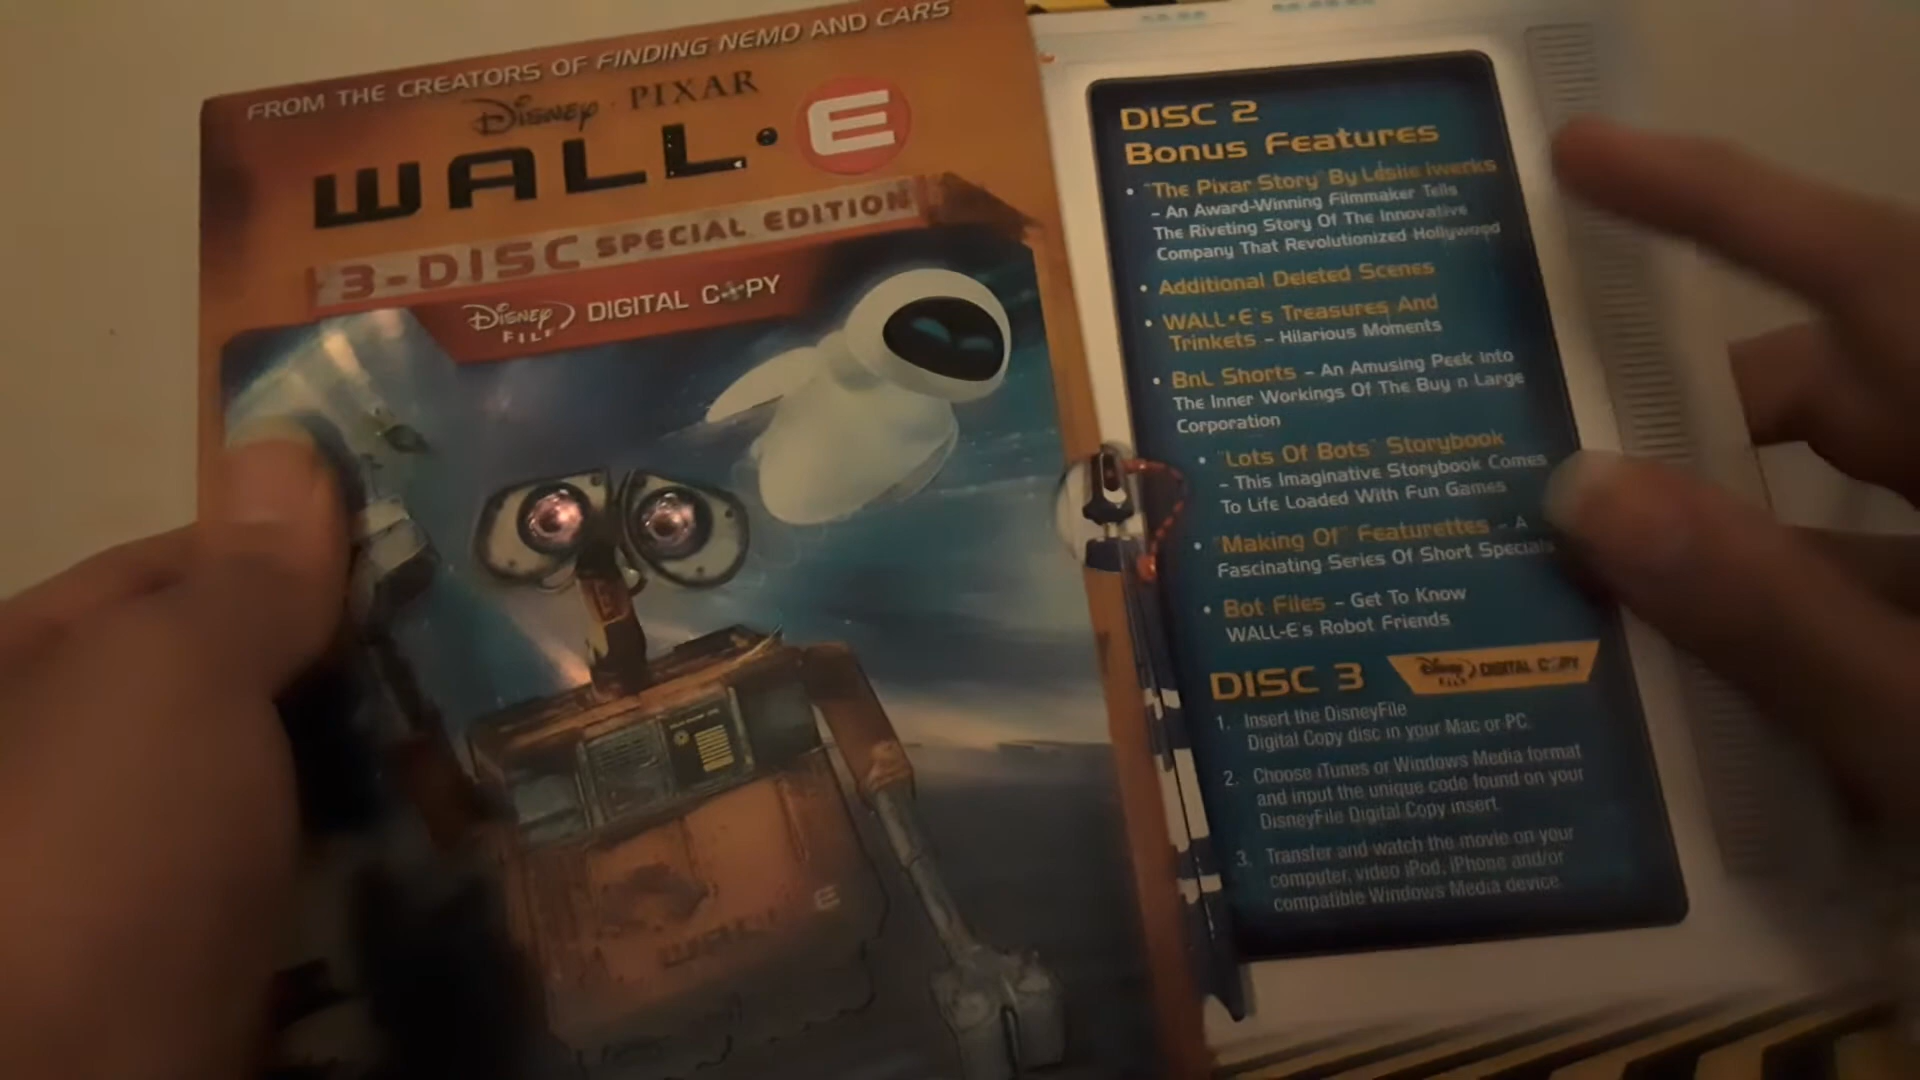 FROM THE CREATORS OF FINDING NEMO AND CARS
DISNEY · PIXAR
WALL·E
3-DISC SPECIAL EDITION
DISNEY FILE DIGITAL COPY
WALL·E
DISC 2
Bonus Features
• "The Pixar Story" By Leslie Iwerks
– An Award-Winning Filmmaker Tells
The Riveting Story Of The Innovative
Company That Revolutionized Hollywood
• Additional Deleted Scenes
• WALL•E's Treasures And
Trinkets – Hilarious Moments
• BnL Shorts – An Amusing Peek Into
The Inner Workings Of The Buy n Large
Corporation
• "Lots Of Bots" Storybook
– This Imaginative Storybook Comes
To Life Loaded With Fun Games
• "Making Of" Featurettes – A
Fascinating Series Of Short Specials
• Bot Files – Get To Know
WALL-E's Robot Friends
DISC 3
DISNEY FILE DIGITAL COPY
1. Insert the DisneyFile
Digital Copy disc in your Mac or PC.
2. Choose iTunes or Windows Media format
and input the unique code found on your
DisneyFile Digital Copy insert.
3. Transfer and watch the movie on your
computer, video iPod, iPhone and/or
compatible Windows Media device.